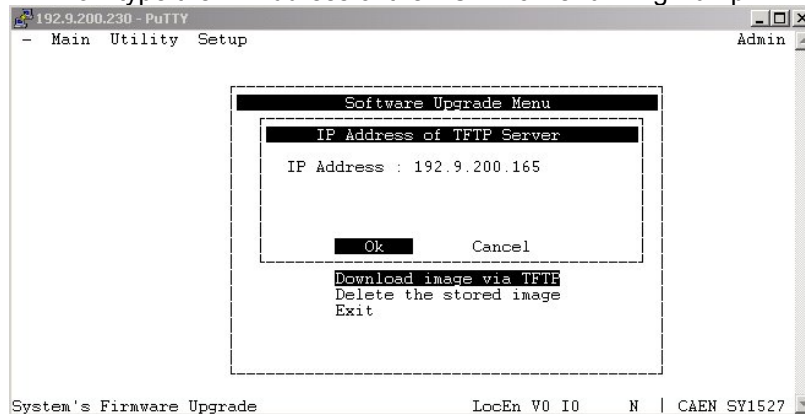 192.9.200.230 - PuTTY
- Main Utility Setup Admin
Software Upgrade Menu
IP Address of TFTP Server
IP Address : 192.9.200.165
Ok Cancel
Download image via TFTP
Delete the stored image
Exit
System's Firmware Upgrade LocEn V0 I0 N | CAEN SY1527